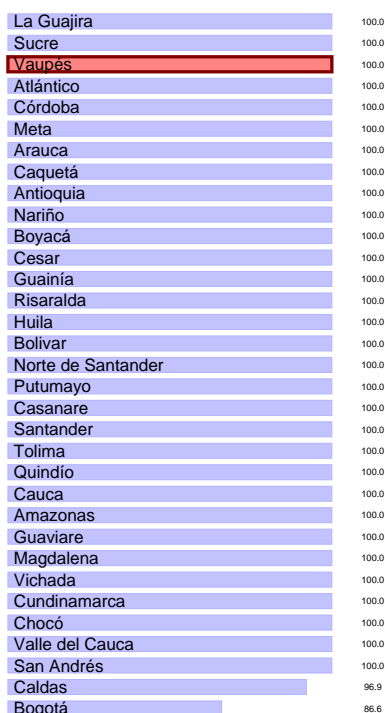 La Guajira 100.0
Sucre 100.0
Vaupés 100.0
Atlántico 100.0
Córdoba 100.0
Meta 100.0
Arauca 100.0
Caquetá 100.0
Antioquia 100.0
Nariño 100.0
Boyacá 100.0
Cesar 100.0
Guainía 100.0
Risaralda 100.0
Huila 100.0
Bolivar 100.0
Norte de Santander 100.0
Putumayo 100.0
Casanare 100.0
Santander 100.0
Tolima 100.0
Quindío 100.0
Cauca 100.0
Amazonas 100.0
Guaviare 100.0
Magdalena 100.0
Vichada 100.0
Cundinamarca 100.0
Chocó 100.0
Valle del Cauca 100.0
San Andrés 100.0
Caldas 96.9
Bogotá 86.6